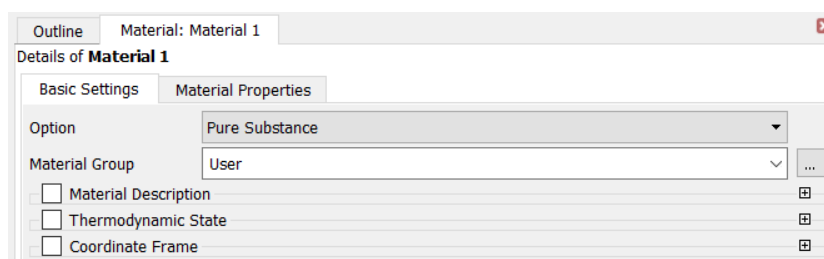 Outline Material: Material 1
Details of Material 1
Basic Settings Material Properties
Option Pure Substance
Material Group User ...
Material Description
Thermodynamic State
Coordinate Frame